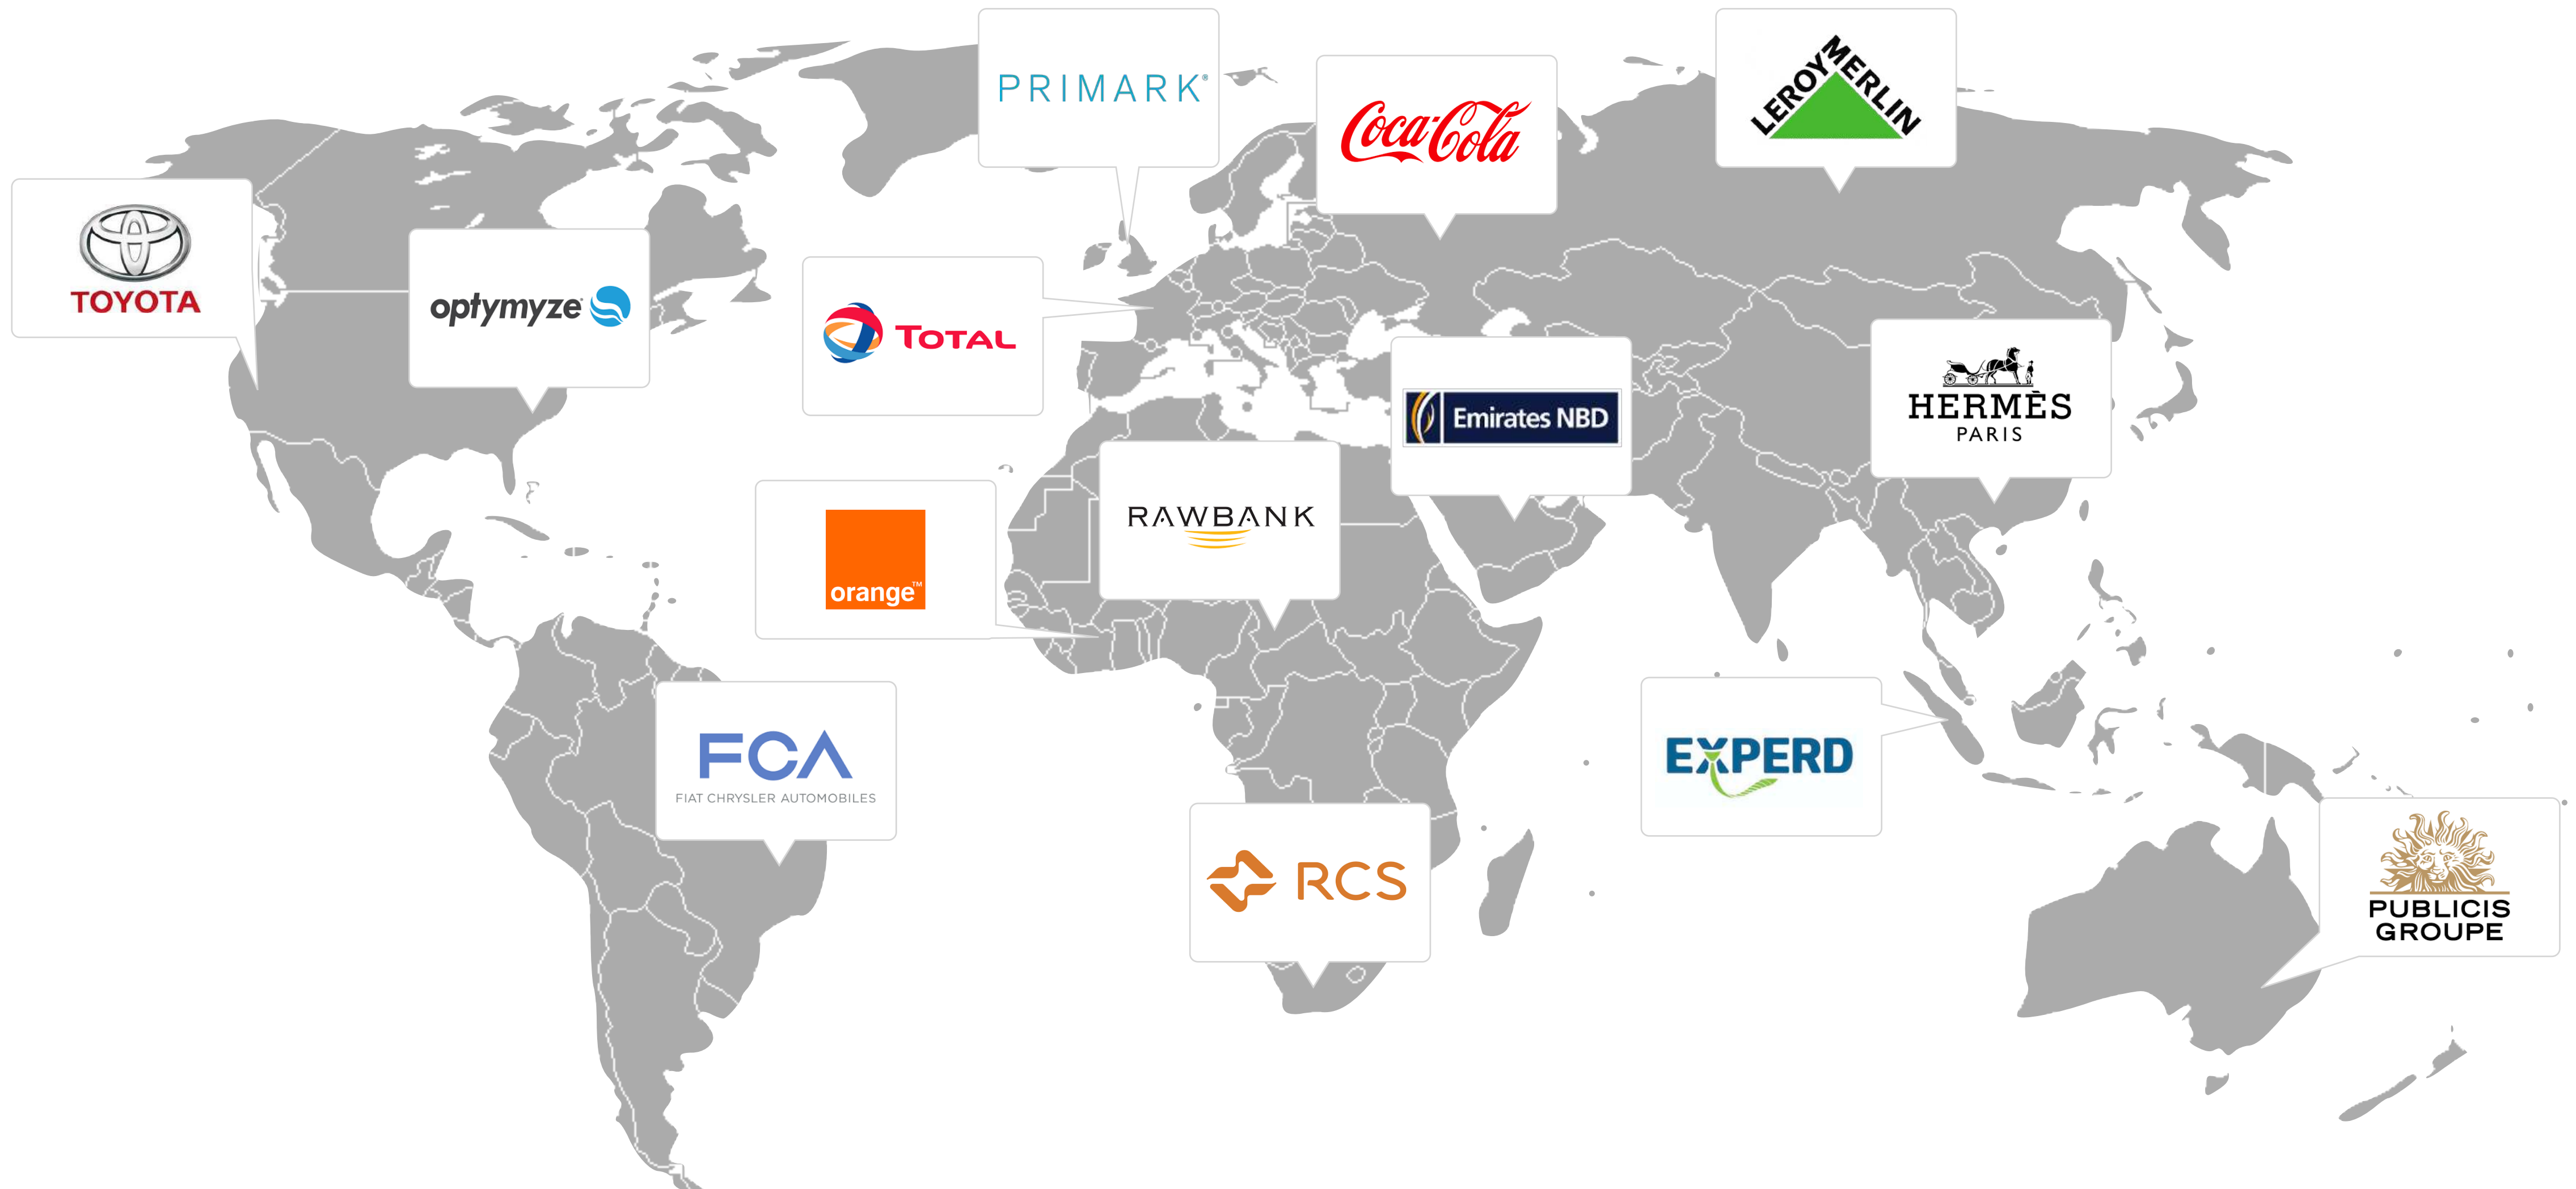 PRIMARK®
Coca-Cola
LEROY MERLIN
TOYOTA
optymyze
TOTAL
Emirates NBD
HERMÈS
PARIS
RAWBANK
orange™
FCA
FIAT CHRYSLER AUTOMOBILES
EXPERD
RCS
PUBLICIS
GROUPE